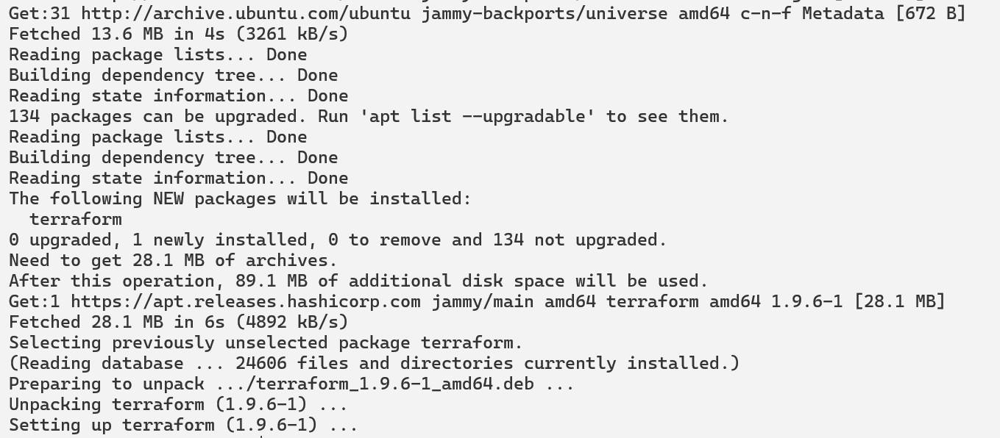 Get:31 http://archive.ubuntu.com/ubuntu jammy-backports/universe amd64 c-n-f Metadata [672 B]
Fetched 13.6 MB in 4s (3261 kB/s)
Reading package lists... Done
Building dependency tree... Done
Reading state information... Done
134 packages can be upgraded. Run 'apt list --upgradable' to see them.
Reading package lists... Done
Building dependency tree... Done
Reading state information... Done
The following NEW packages will be installed:
  terraform
0 upgraded, 1 newly installed, 0 to remove and 134 not upgraded.
Need to get 28.1 MB of archives.
After this operation, 89.1 MB of additional disk space will be used.
Get:1 https://apt.releases.hashicorp.com jammy/main amd64 terraform amd64 1.9.6-1 [28.1 MB]
Fetched 28.1 MB in 6s (4892 kB/s)
Selecting previously unselected package terraform.
(Reading database ... 24606 files and directories currently installed.)
Preparing to unpack .../terraform_1.9.6-1_amd64.deb ...
Unpacking terraform (1.9.6-1) ...
Setting up terraform (1.9.6-1) ...